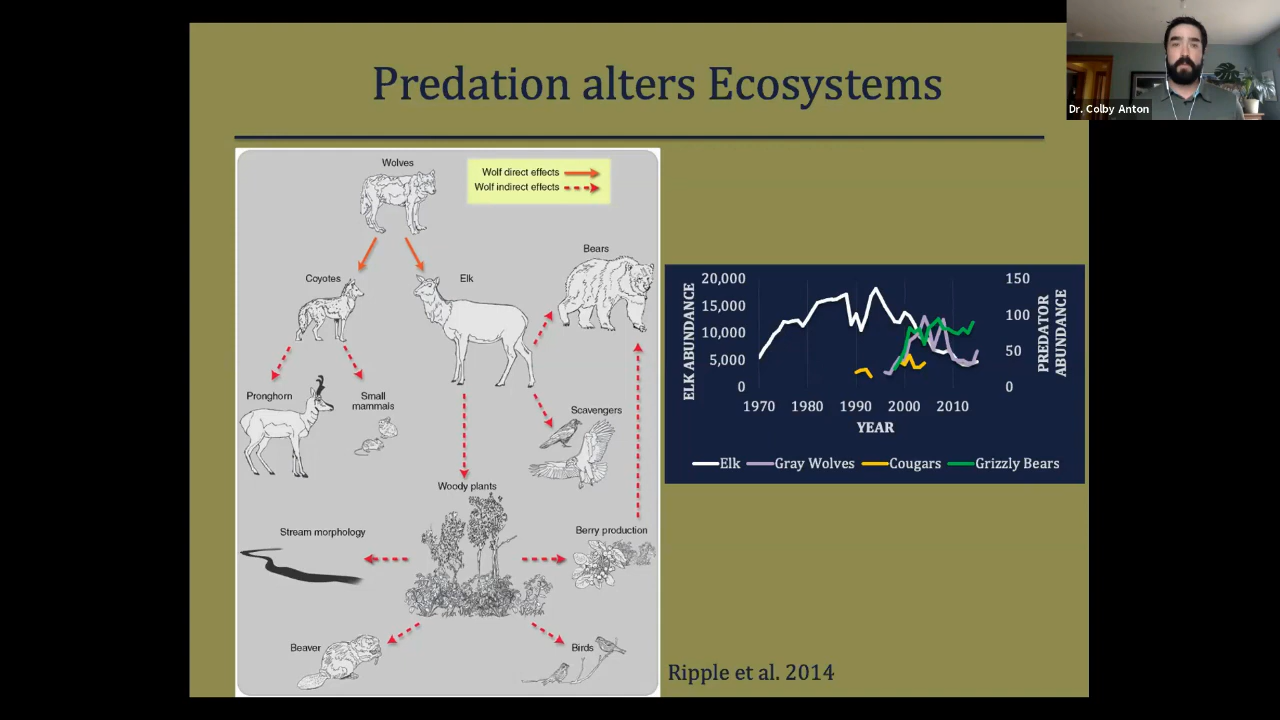 Predation alters Ecosystems
Dr. Colby Anton
Wolves
Wolf direct effects
Wolf indirect effects
Bears
Coyotes
Elk
Pronghorn
Small
mammals
Scavengers
Woody plants
Stream morphology
Berry production
Beaver
Birds
ELK ABUNDANCE
20,000
15,000
10,000
5,000
0
150
100
50
0
PREDATOR
ABUNDANCE
1970 1980 1990 2000 2010
YEAR
Elk Gray Wolves Cougars Grizzly Bears
Ripple et al. 2014